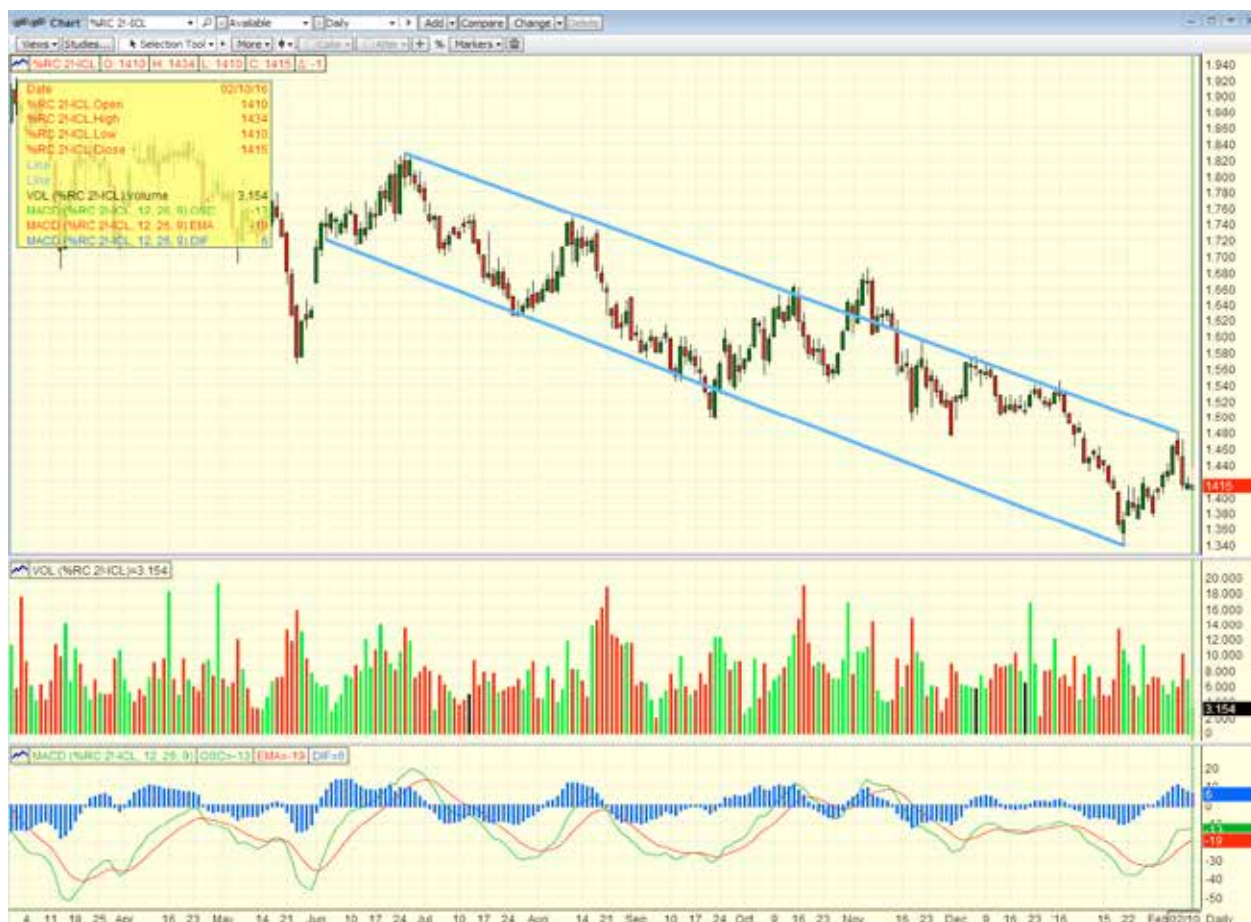 Chart %RC 2!-ICL Available Daily Add Compare Change Delete
Views Studies... Selection Tool More % Markers
%RC 2!-ICL O: 1410 H: 1434 L: 1410 C: 1415 Δ: -1
Date 02/10/16
%RC 2!-ICL.Open 1410
%RC 2!-ICL.High 1434
%RC 2!-ICL.Low 1410
%RC 2!-ICL.Close 1415
Line
Line
VOL (%RC 2!-ICL).Volume 3.154
MACD (%RC 2!-ICL, 12, 26, 9).OSC -13
MACD (%RC 2!-ICL, 12, 26, 9).EMA -19
MACD (%RC 2!-ICL, 12, 26, 9).DIF 6
1.940
1.920
1.900
1.880
1.860
1.840
1.820
1.800
1.780
1.760
1.740
1.720
1.700
1.680
1.660
1.640
1.620
1.600
1.580
1.560
1.540
1.520
1.500
1.480
1.460
1.440
1415
1.400
1.380
1.360
1.340
VOL (%RC 2!-ICL)=3.154
20.000
18.000
16.000
14.000
12.000
10.000
8.000
6.000
3.154
2.000
0
MACD (%RC 2!-ICL, 12, 26, 9) OSC=-13 EMA=-19 DIF=6
20
6
0
-13
-19
-30
-40
-50
4 11 18 25 Apr 16 23 May 14 21 Jun 10 17 24 Jul 10 17 24 Aug 14 21 Sep 10 17 24 Oct 9 16 23 Nov 16 23 Dec 9 16 23 '16 15 22 Feb 02/10 Daily